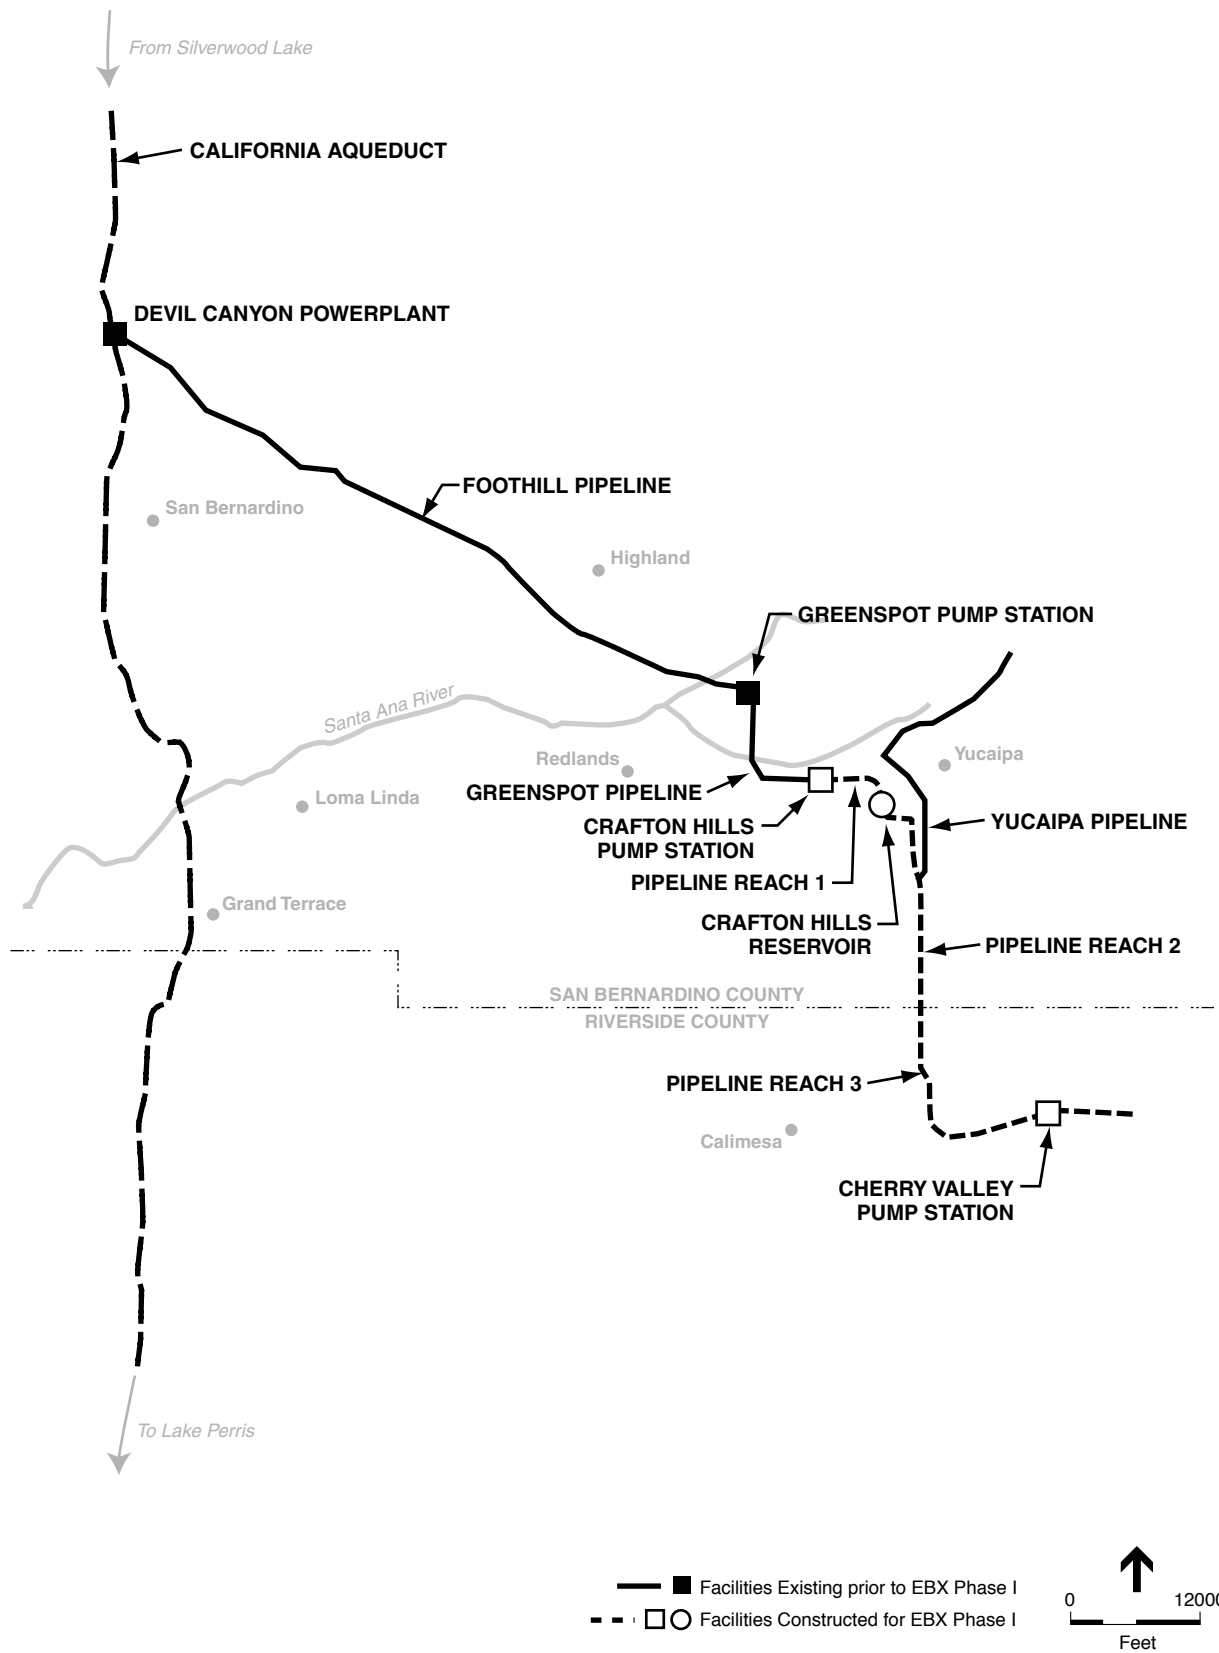 From Silverwood Lake
CALIFORNIA AQUEDUCT
DEVIL CANYON POWERPLANT
FOOTHILL PIPELINE
San Bernardino
Highland
GREENSPOT PUMP STATION
Santa Ana River
Redlands
Yucaipa
GREENSPOT PIPELINE
Loma Linda
CRAFTON HILLS
PUMP STATION
YUCAIPA PIPELINE
PIPELINE REACH 1
Grand Terrace
CRAFTON HILLS
RESERVOIR
PIPELINE REACH 2
SAN BERNARDINO COUNTY
RIVERSIDE COUNTY
PIPELINE REACH 3
Calimesa
CHERRY VALLEY
PUMP STATION
To Lake Perris
Facilities Existing prior to EBX Phase I
Facilities Constructed for EBX Phase I
0 12000
Feet